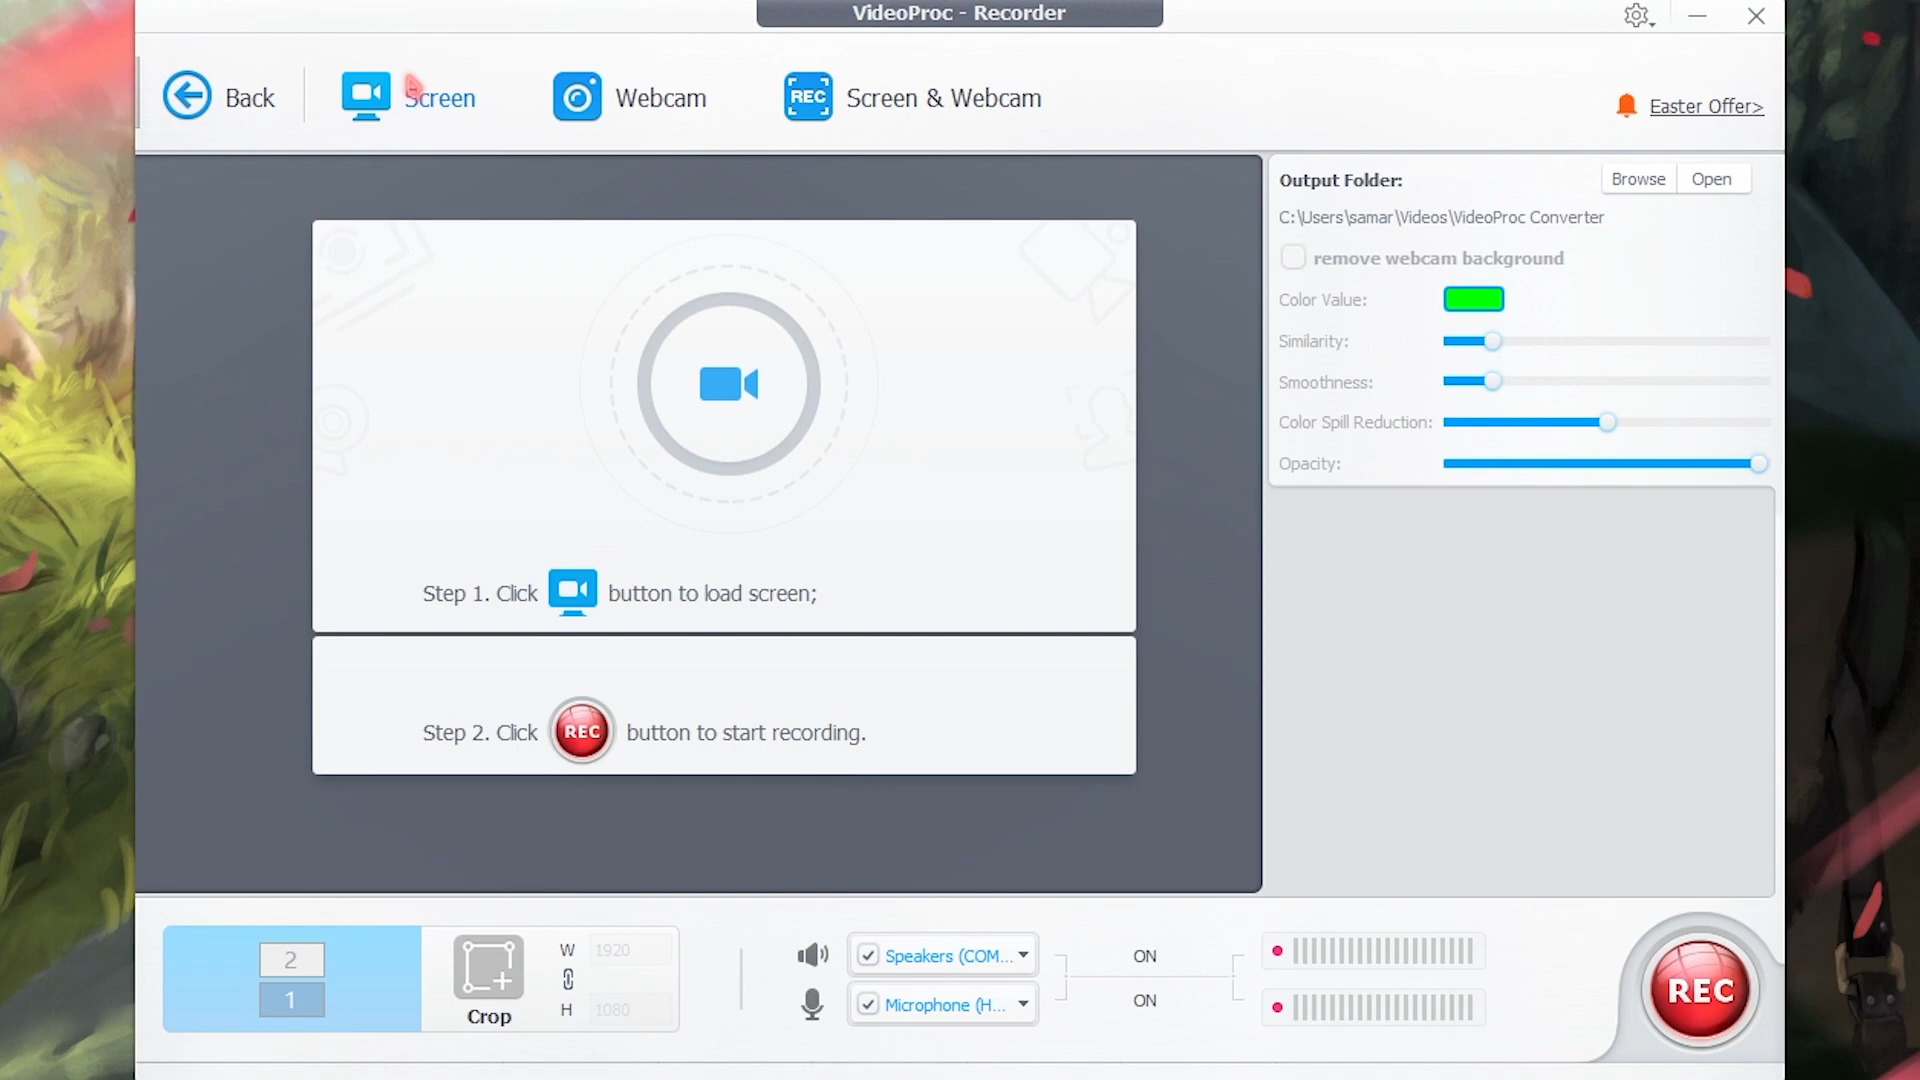 VideoProc - Recorder
Back
Screen
Webcam
REC
Screen & Webcam
Easter Offer>
Output Folder:
Browse
Open
C:\Users\samar\Videos\VideoProc Converter
remove webcam background
Color Value:
Similarity:
Smoothness:
Color Spill Reduction:
Opacity:
Step 1. Click button to load screen;
Step 2. Click REC button to start recording.
2
1
Crop
W 1920
H 1080
Speakers (COM...
ON
Microphone (H...
ON
REC